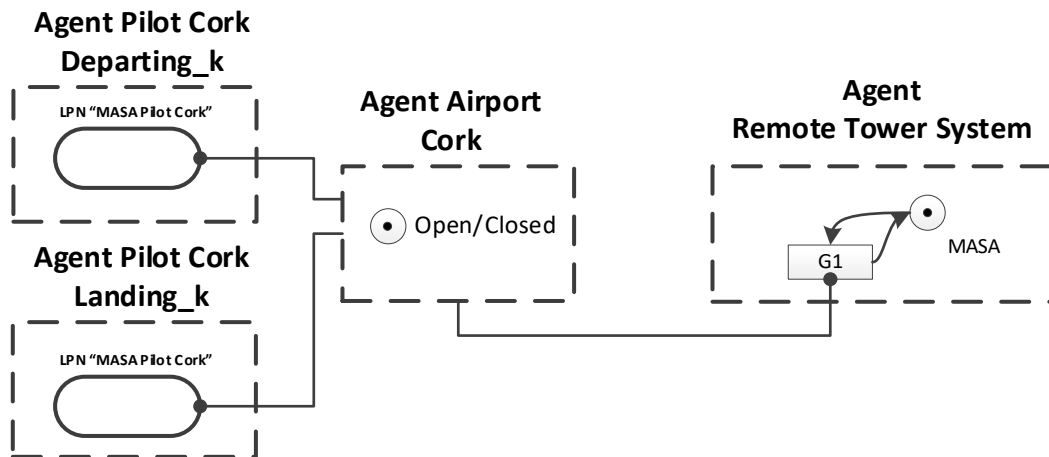 Agent Pilot Cork
Departing_k
LPN “MASA Pilot Cork”
Agent Airport
Cork
Open/Closed
Agent
Remote Tower System
G1
MASA
Agent Pilot Cork
Landing_k
LPN “MASA Pilot Cork”